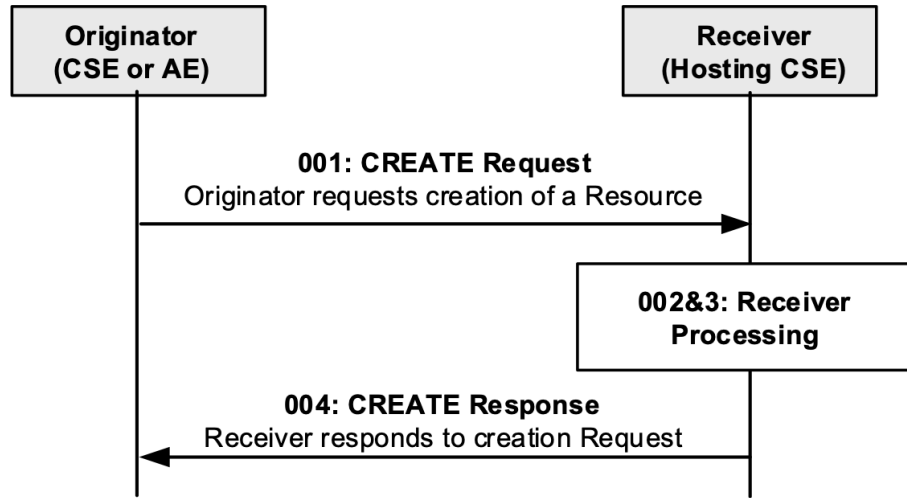 Originator
(CSE or AE)
Receiver
(Hosting CSE)
001: CREATE Request
Originator requests creation of a Resource
002&3: Receiver
Processing
004: CREATE Response
Receiver responds to creation Request